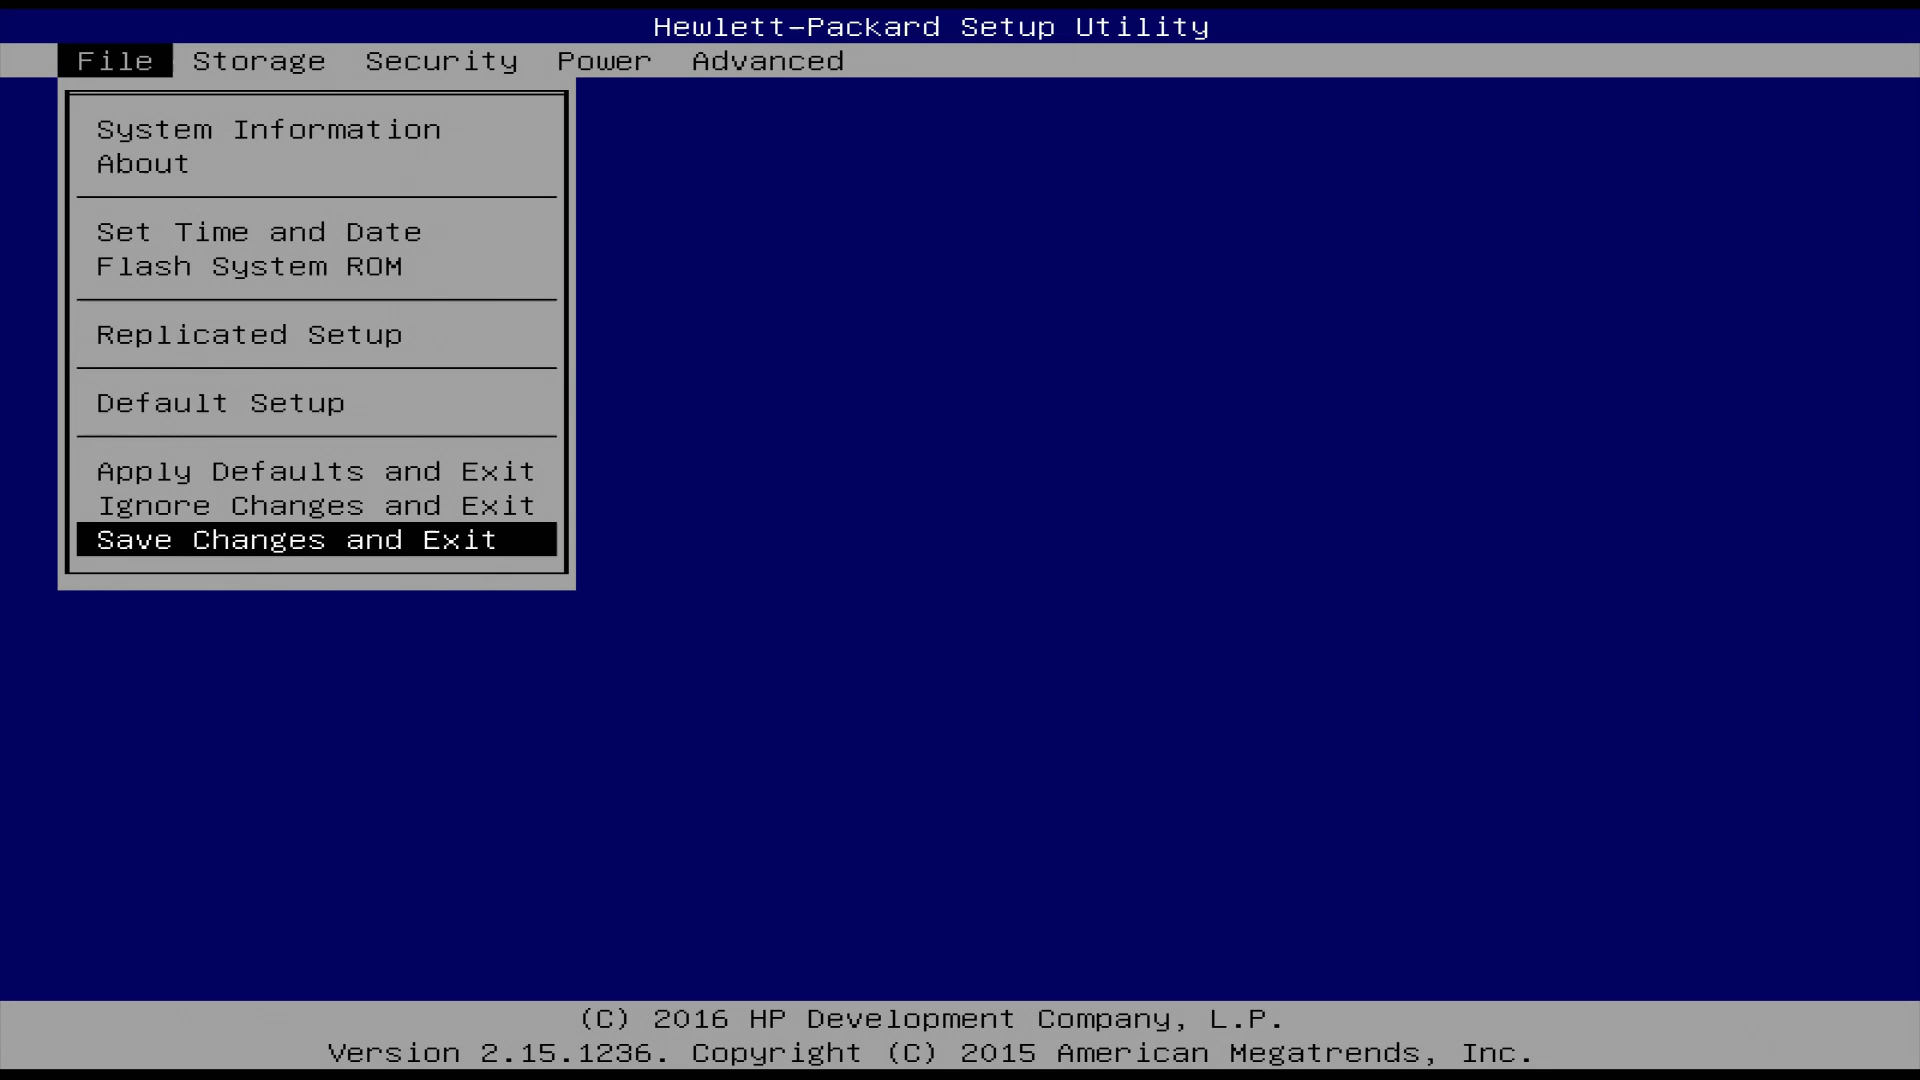 Hewlett-Packard Setup Utility
File Storage Security Power Advanced
System Information
About
Set Time and Date
Flash System ROM
Replicated Setup
Default Setup
Apply Defaults and Exit
Ignore Changes and Exit
Save Changes and Exit
(C) 2016 HP Development Company, L.P.
Version 2.15.1236. Copyright (C) 2015 American Megatrends, Inc.